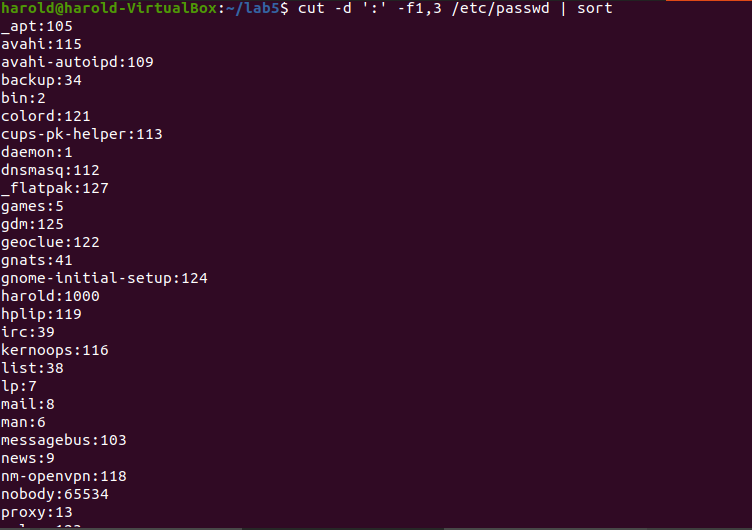 harold@harold-VirtualBox:~/lab5$ cut -d ':' -f1,3 /etc/passwd | sort
_apt:105
avahi:115
avahi-autoipd:109
backup:34
bin:2
colord:121
cups-pk-helper:113
daemon:1
dnsmasq:112
_flatpak:127
games:5
gdm:125
geoclue:122
gnats:41
gnome-initial-setup:124
harold:1000
hplip:119
irc:39
kernoops:116
list:38
lp:7
mail:8
man:6
messagebus:103
news:9
nm-openvpn:118
nobody:65534
proxy:13